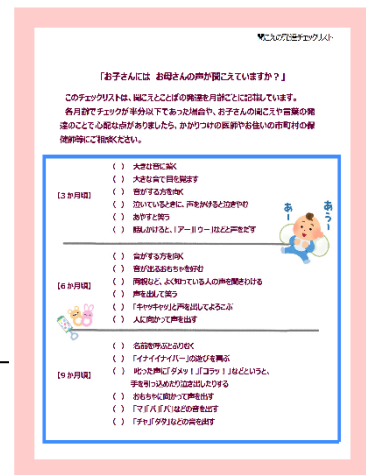 ♥きこえの発達チェックリスト
「お子さんには お母さんの声が聞こえていますか？」
このチェックリストは、聞こえとことばの発達を月齢ごとに記載しています。
各月齢でチェックが半分以下であった場合や、お子さんの聞こえや言葉の発
達のことで心配な点がありましたら、かかりつけの医師やお住いの市町村の保
健師等にご相談ください。
【3か月頃】
( ) 大きな音に驚く
( ) 大きな音で目を覚ます
( ) 音がする方を向く
( ) 泣いているときに、声をかけると泣きやむ
( ) あやすと笑う
( ) 話しかけると、「アー」「ウー」などと声をだす
あー
あうー
【6か月頃】
( ) 音がする方を向く
( ) 音が出るおもちゃを好む
( ) 両親など、よく知っている人の声を聞きわける
( ) 声を出して笑う
( ) 「キャッキャッ」と声を出してよろこぶ
( ) 人に向かって声を出す
【9か月頃】
( ) 名前を呼ぶとふりむく
( ) 「イナイイナイバー」の遊びを喜ぶ
( ) 叱った声に「ダメッ！」「コラッ！」などというと、
手を引っ込めたり泣き出したりする
( ) おもちゃに向かって声を出す
( ) 「マ」「パ」「バ」などの音を出す
( ) 「チャ」「ダダ」などの音を出す